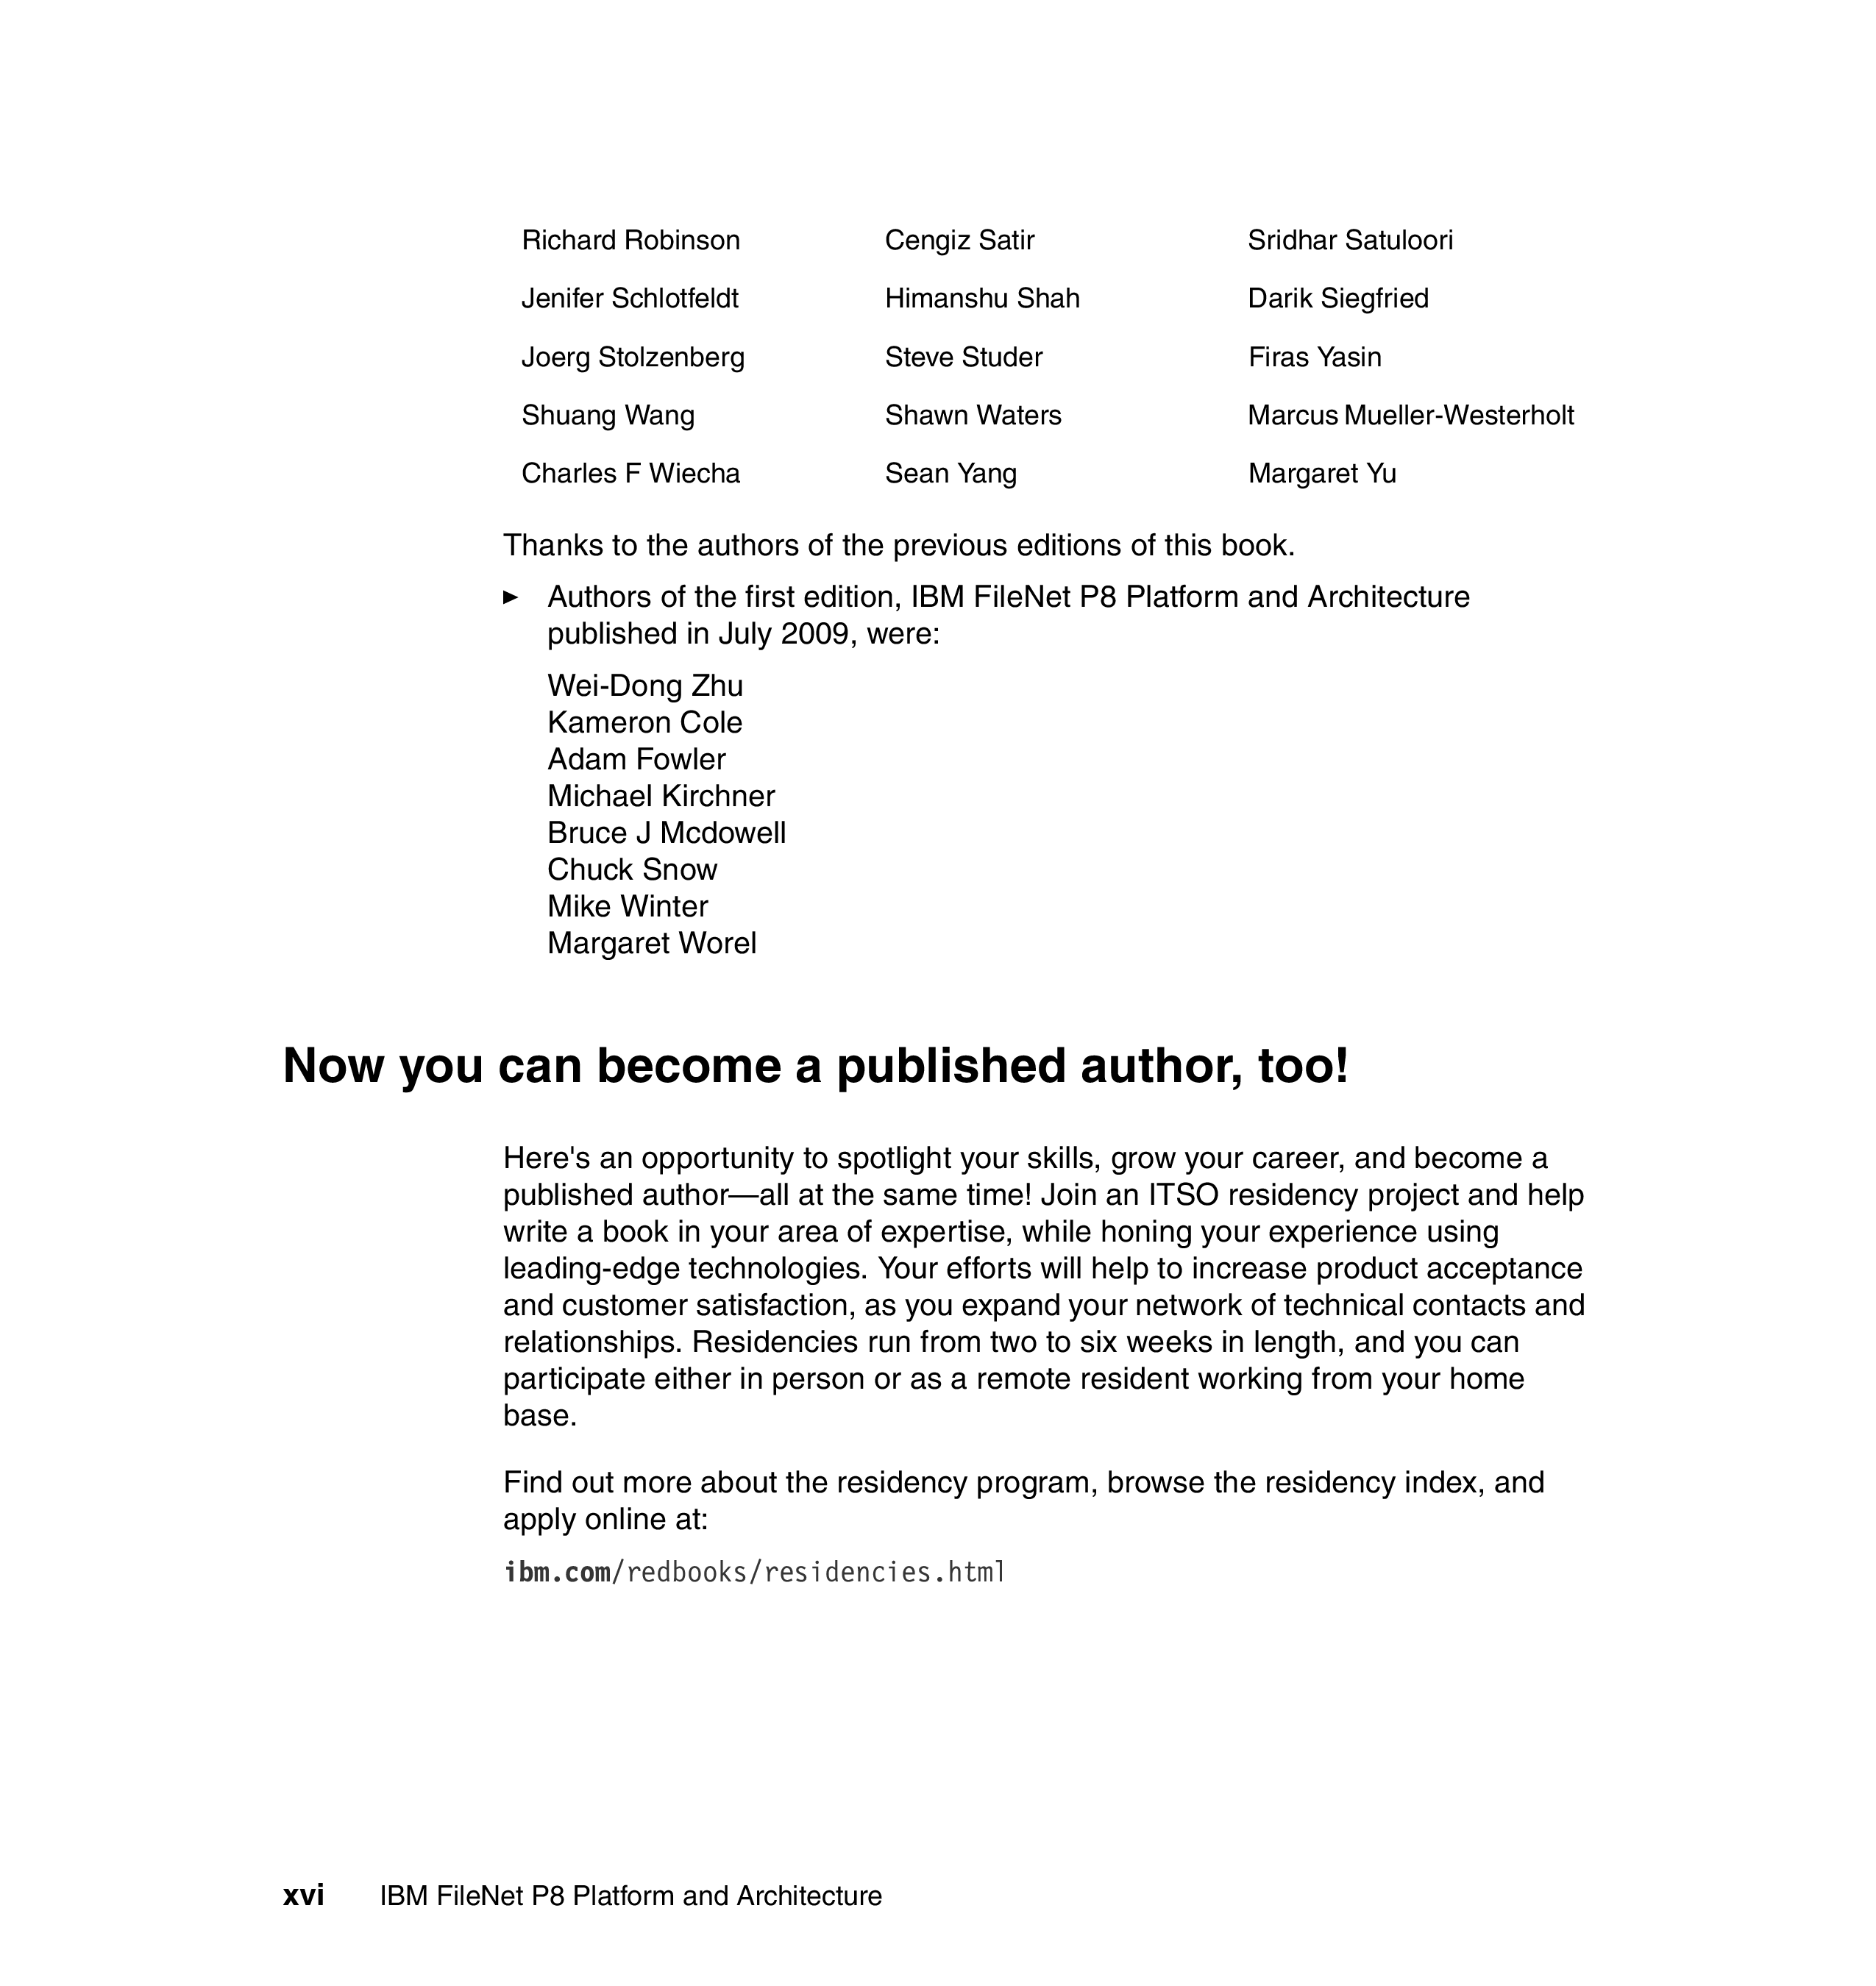 Richard Robinson Cengiz Satir Sridhar Satuloori
Jenifer Schlotfeldt Himanshu Shah Darik Siegfried
Joerg Stolzenberg Steve Studer Firas Yasin
Shuang Wang Shawn Waters Marcus Mueller-Westerholt
Charles F Wiecha Sean Yang Margaret Yu
Thanks to the authors of the previous editions of this book.
► Authors of the first edition, IBM FileNet P8 Platform and Architecture
published in July 2009, were:
Wei-Dong Zhu
Kameron Cole
Adam Fowler
Michael Kirchner
Bruce J Mcdowell
Chuck Snow
Mike Winter
Margaret Worel
Now you can become a published author, too!
Here's an opportunity to spotlight your skills, grow your career, and become a
published author—all at the same time! Join an ITSO residency project and help
write a book in your area of expertise, while honing your experience using
leading-edge technologies. Your efforts will help to increase product acceptance
and customer satisfaction, as you expand your network of technical contacts and
relationships. Residencies run from two to six weeks in length, and you can
participate either in person or as a remote resident working from your home
base.
Find out more about the residency program, browse the residency index, and
apply online at:
ibm.com/redbooks/residencies.html
xvi IBM FileNet P8 Platform and Architecture